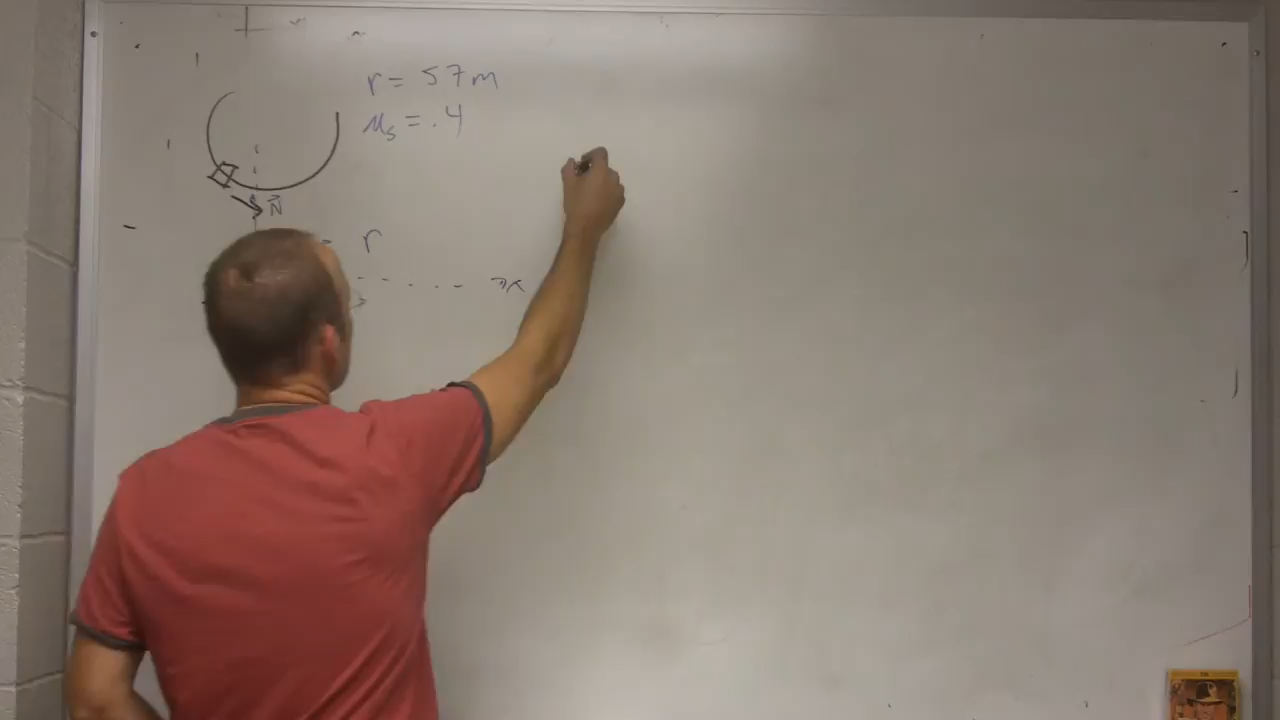 r = 57m
μs = .4
N
r
x